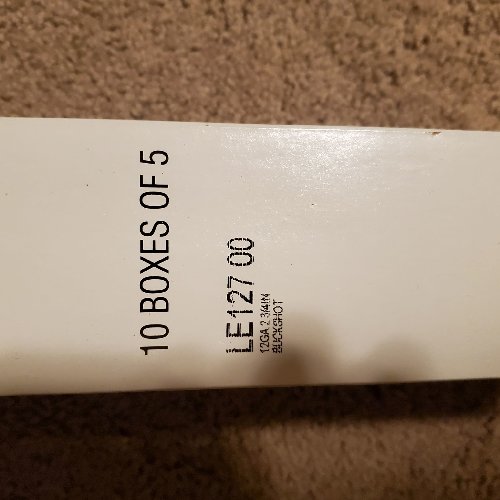 10 BOXES OF 5
LE127 00
12GA 2 3/4IN
BUCKSHOT